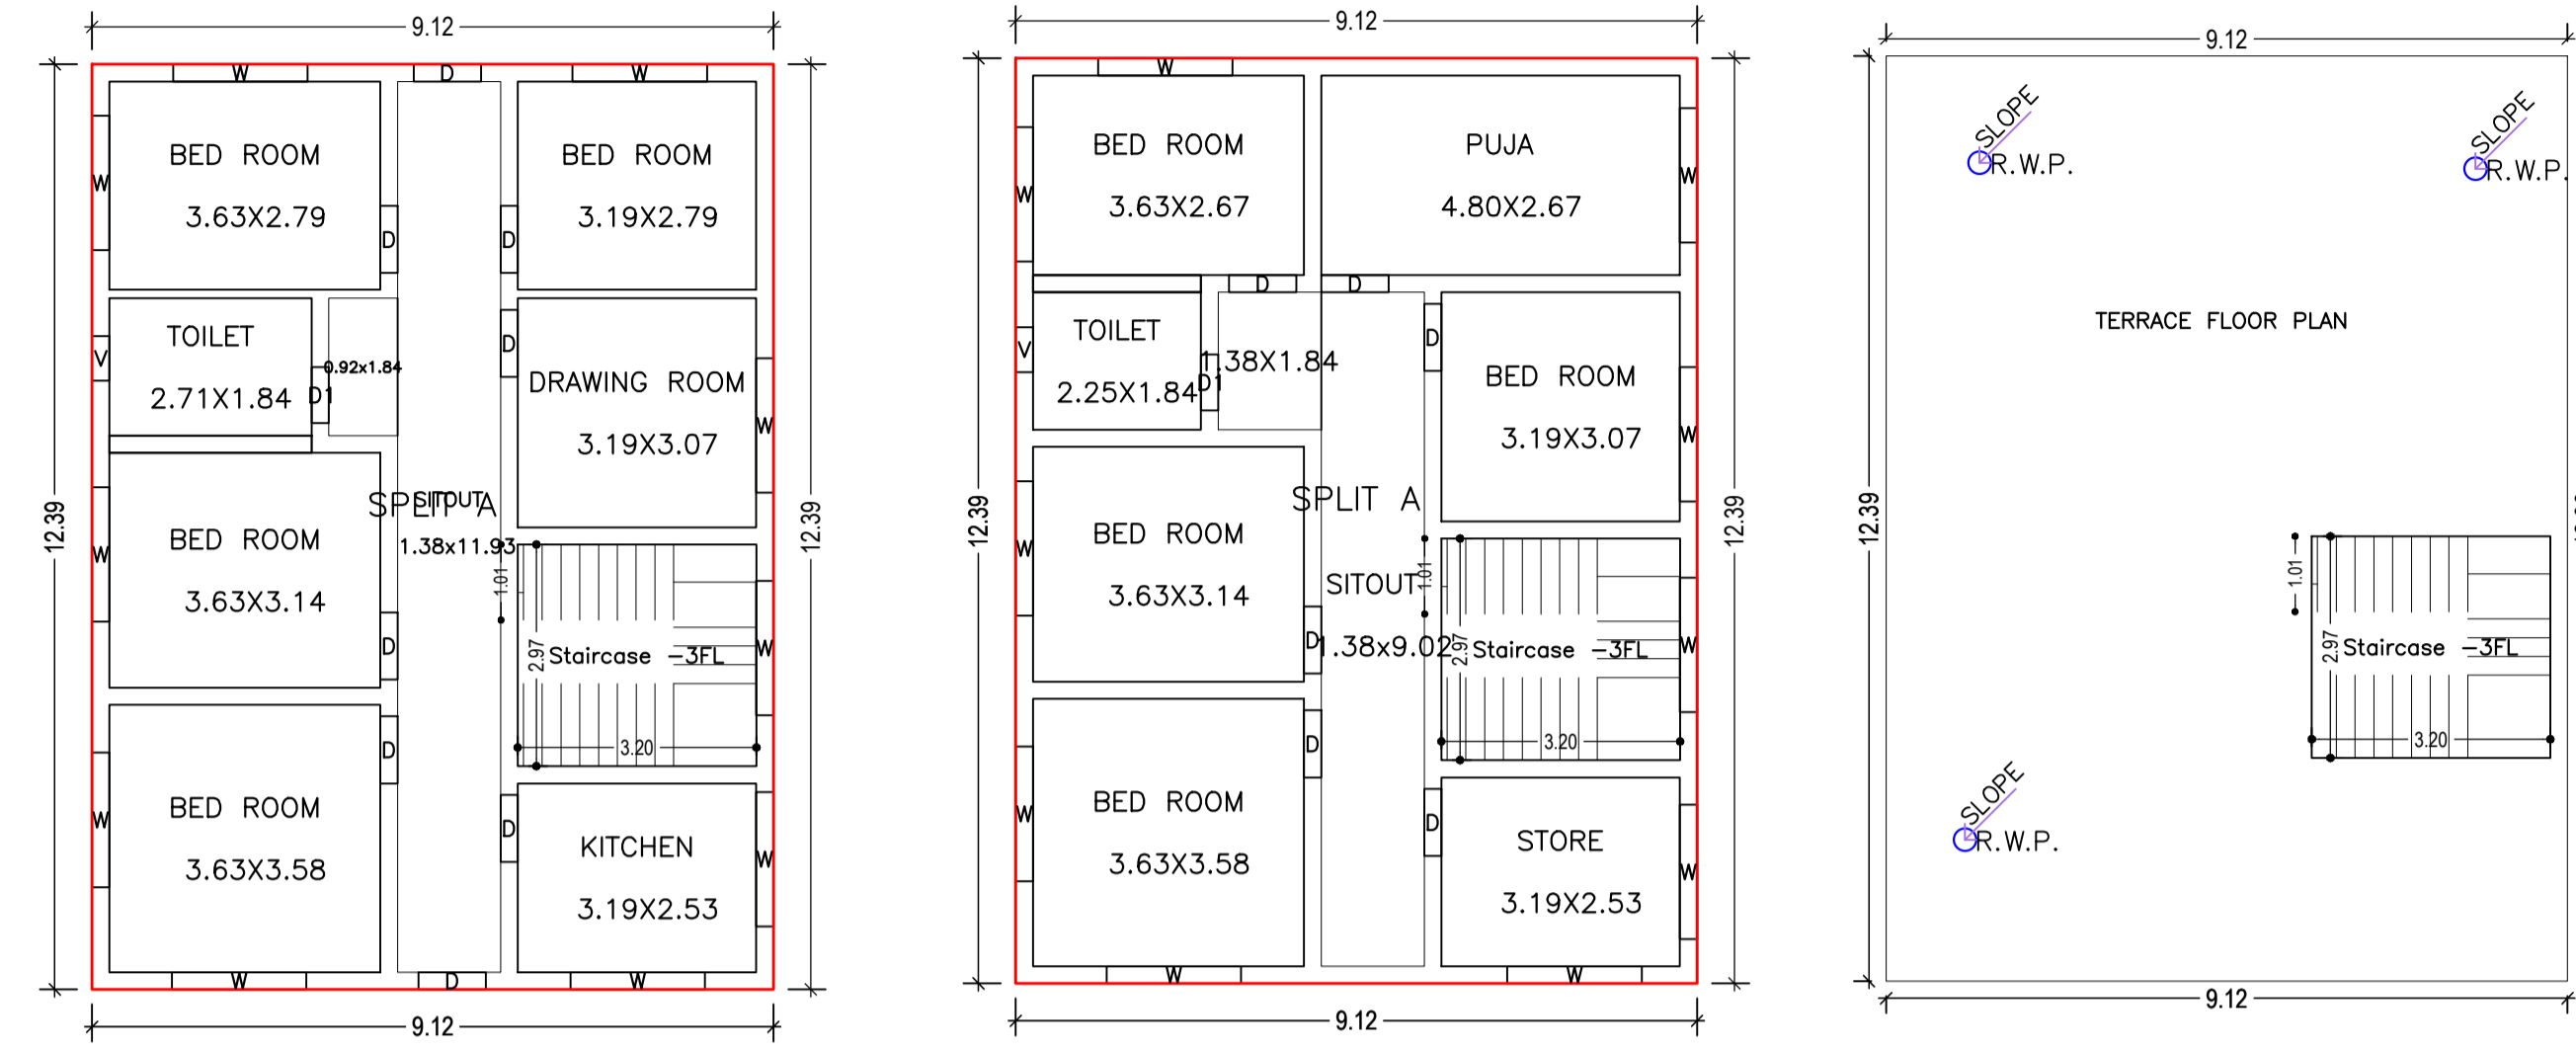 9.12
W
D
W
12.39
12.39
BED ROOM
3.63X2.79
BED ROOM
3.19X2.79
W
D
D
TOILET
2.71X1.84
V
D1
0.92x1.84
D
DRAWING ROOM
3.19X3.07
W
SPLIT A
SITOUT
1.38x11.93
BED ROOM
3.63X3.14
W
D
1.01
2.97
Staircase -3FL
3.20
W
BED ROOM
3.63X3.58
W
D
D
KITCHEN
3.19X2.53
W
W
D
W
9.12
9.12
W
12.39
12.39
BED ROOM
3.63X2.67
PUJA
4.80X2.67
W
W
D
D
TOILET
2.25X1.84
V
D1
1.38X1.84
D
BED ROOM
3.19X3.07
W
SPLIT A
SITOUT
1.38x9.02
BED ROOM
3.63X3.14
W
D
1.01
2.97
Staircase -3FL
3.20
W
BED ROOM
3.63X3.58
W
D
D
STORE
3.19X2.53
W
W
W
9.12
9.12
12.39
SLOPE
R.W.P.
SLOPE
R.W.P.
TERRACE FLOOR PLAN
1.01
2.97
Staircase -3FL
3.20
SLOPE
R.W.P.
9.12